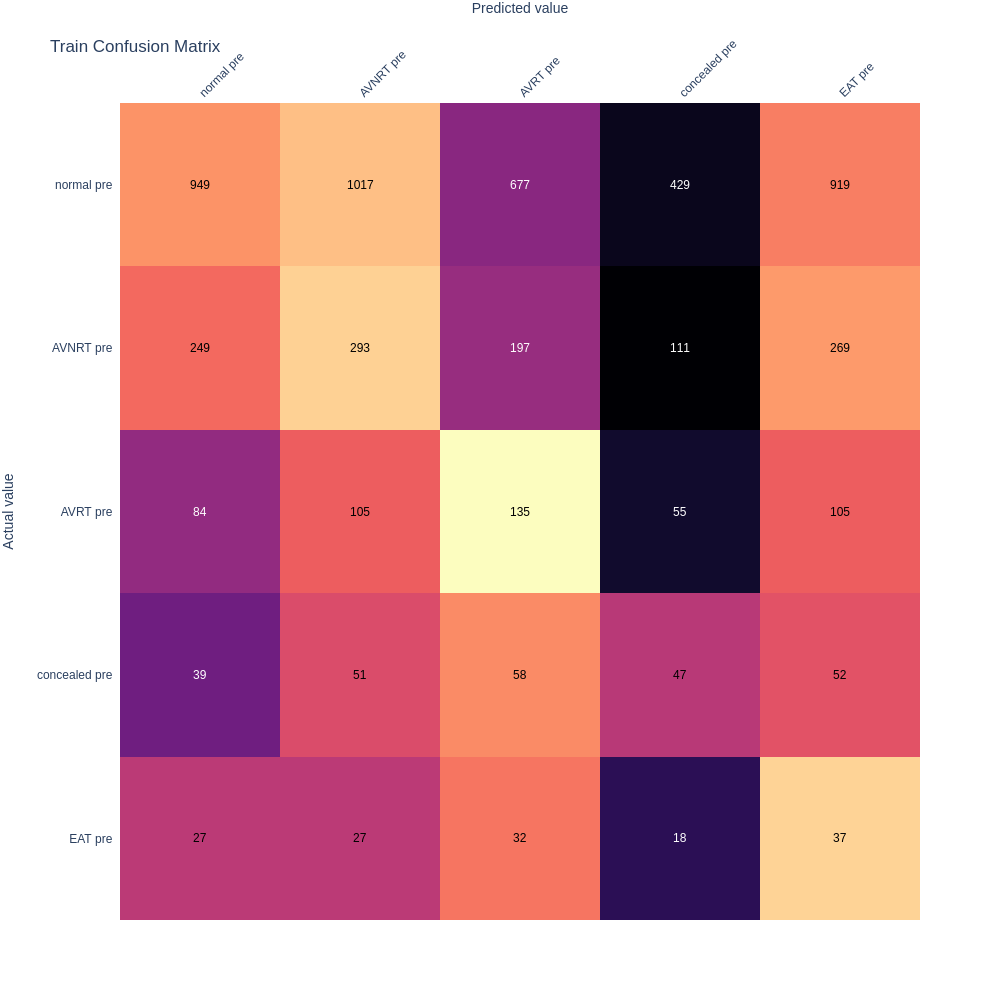 Predicted value
Train Confusion Matrix
normal pre AVNRT pre AVRT pre concealed pre EAT pre
normal pre 949 1017 677 429 919
AVNRT pre 249 293 197 111 269
Actual value
AVRT pre 84 105 135 55 105
concealed pre 39 51 58 47 52
EAT pre 27 27 32 18 37